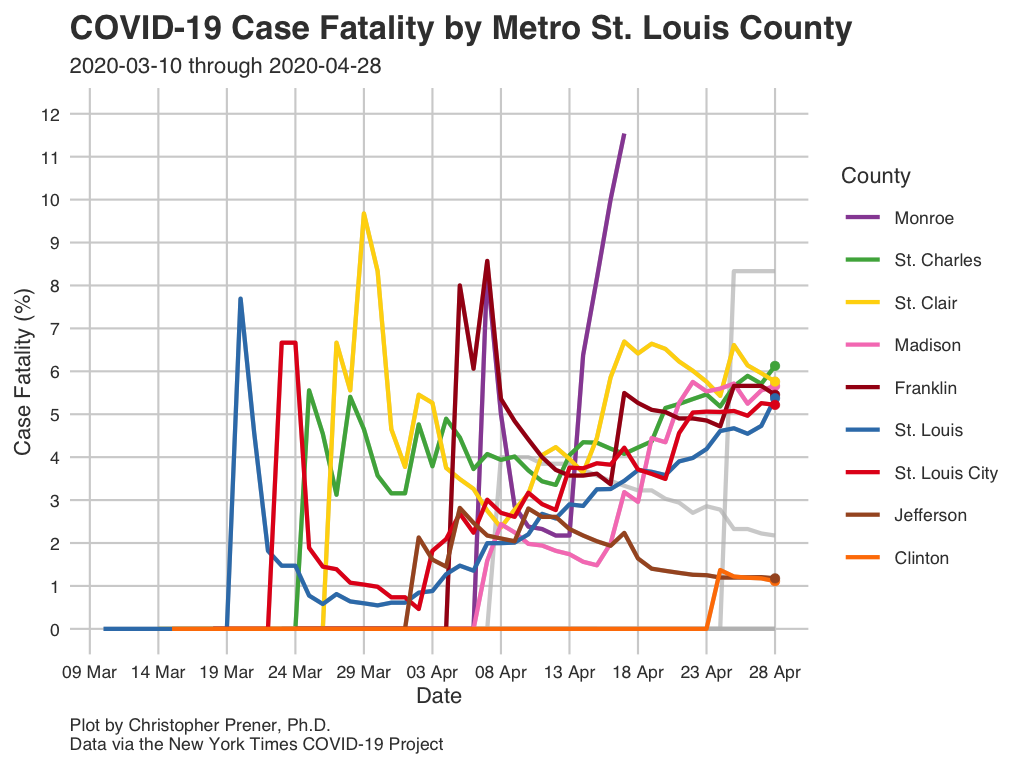 COVID-19 Case Fatality by Metro St. Louis County
2020-03-10 through 2020-04-28
12
11
10
9
8
7
6
5
4
3
2
1
0
Case Fatality (%)
09 Mar 14 Mar 19 Mar 24 Mar 29 Mar 03 Apr 08 Apr 13 Apr 18 Apr 23 Apr 28 Apr
Date
County
Monroe
St. Charles
St. Clair
Madison
Franklin
St. Louis
St. Louis City
Jefferson
Clinton
Plot by Christopher Prener, Ph.D.
Data via the New York Times COVID-19 Project